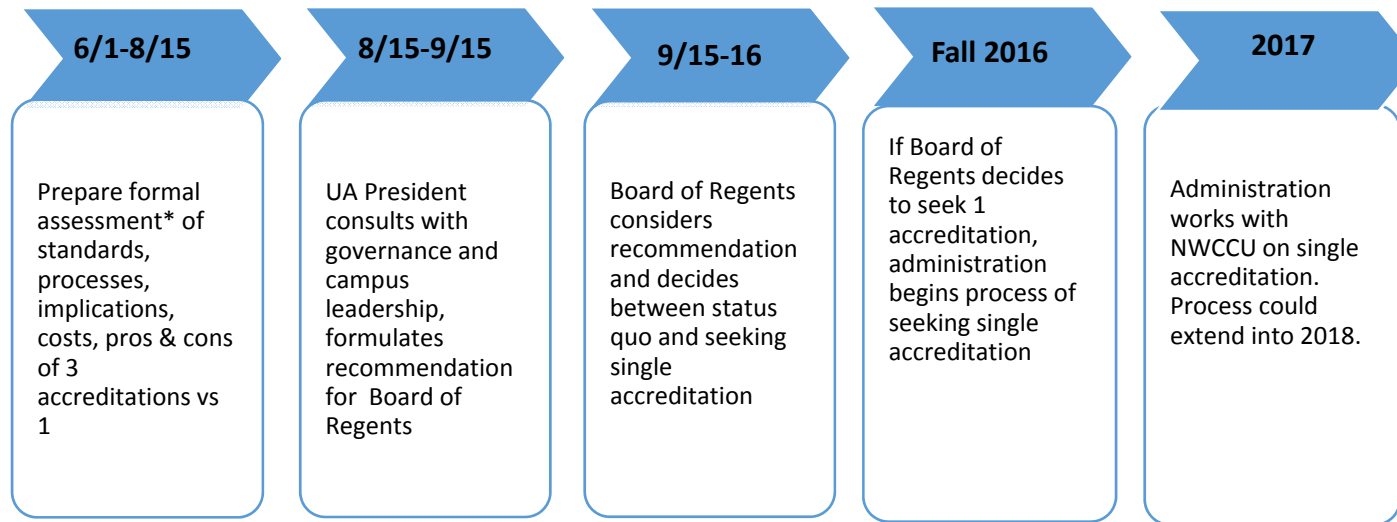 6/1-8/15
Prepare formal
assessment* of
standards,
processes,
implications,
costs, pros & cons
of 3
accreditations vs
1
8/15-9/15
UA President
consults with
governance and
campus
leadership,
formulates
recommendation
for  Board of
Regents
9/15-16
Board of Regents
considers
recommendation
and decides
between status
quo and seeking
single
accreditation
Fall 2016
If Board of
Regents decides
to seek 1
accreditation,
administration
begins process of
seeking single
accreditation
2017
Administration
works with
NWCCU on single
accreditation.
Process could
extend into 2018.